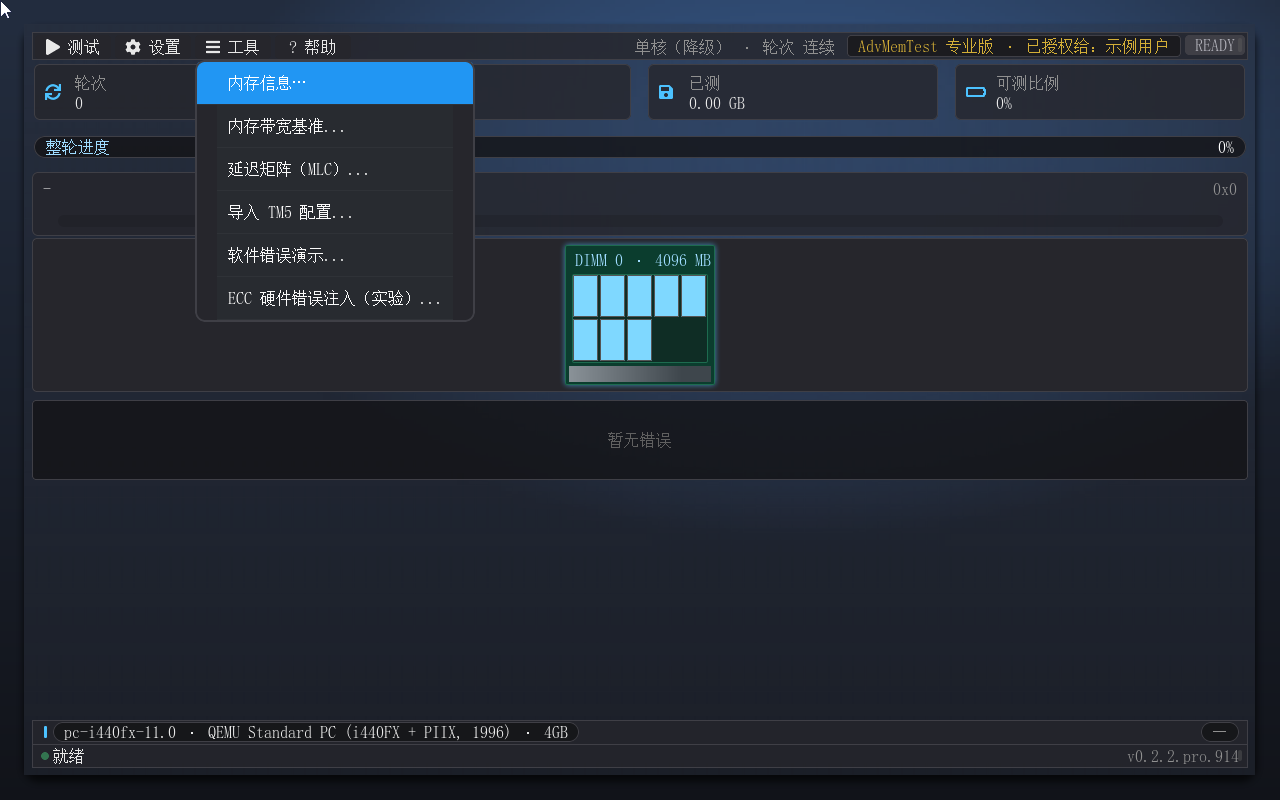 测试 设置 工具 ? 帮助 单核（降级） · 轮次 连续 AdvMemTest 专业版 · 已授权给: 示例用户 READY
轮次
0
已测
0.00 GB
可测比例
0%
内存信息…
内存带宽基准...
延迟矩阵（MLC）...
导入 TM5 配置...
软件错误演示...
ECC 硬件错误注入（实验）...
整轮进度 0%
— 0x0
DIMM 0 · 4096 MB
暂无错误
pc-i440fx-11.0 · QEMU Standard PC (i440FX + PIIX, 1996) · 4GB —
就绪 v0.2.2.pro.914